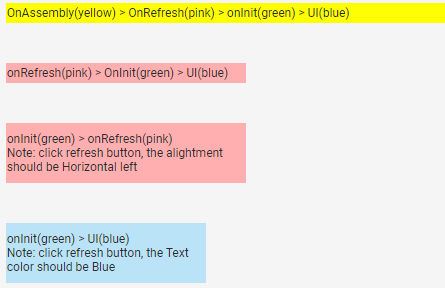 OnAssembly(yellow) > OnRefresh(pink) > onInit(green) > UI(blue)
onRefresh(pink) > OnInit(green) > UI(blue)
onInit(green) > onRefresh(pink)
Note: click refresh button, the alightment
should be Horizontal left
onInit(green) > UI(blue)
Note: click refresh button, the Text
color should be Blue